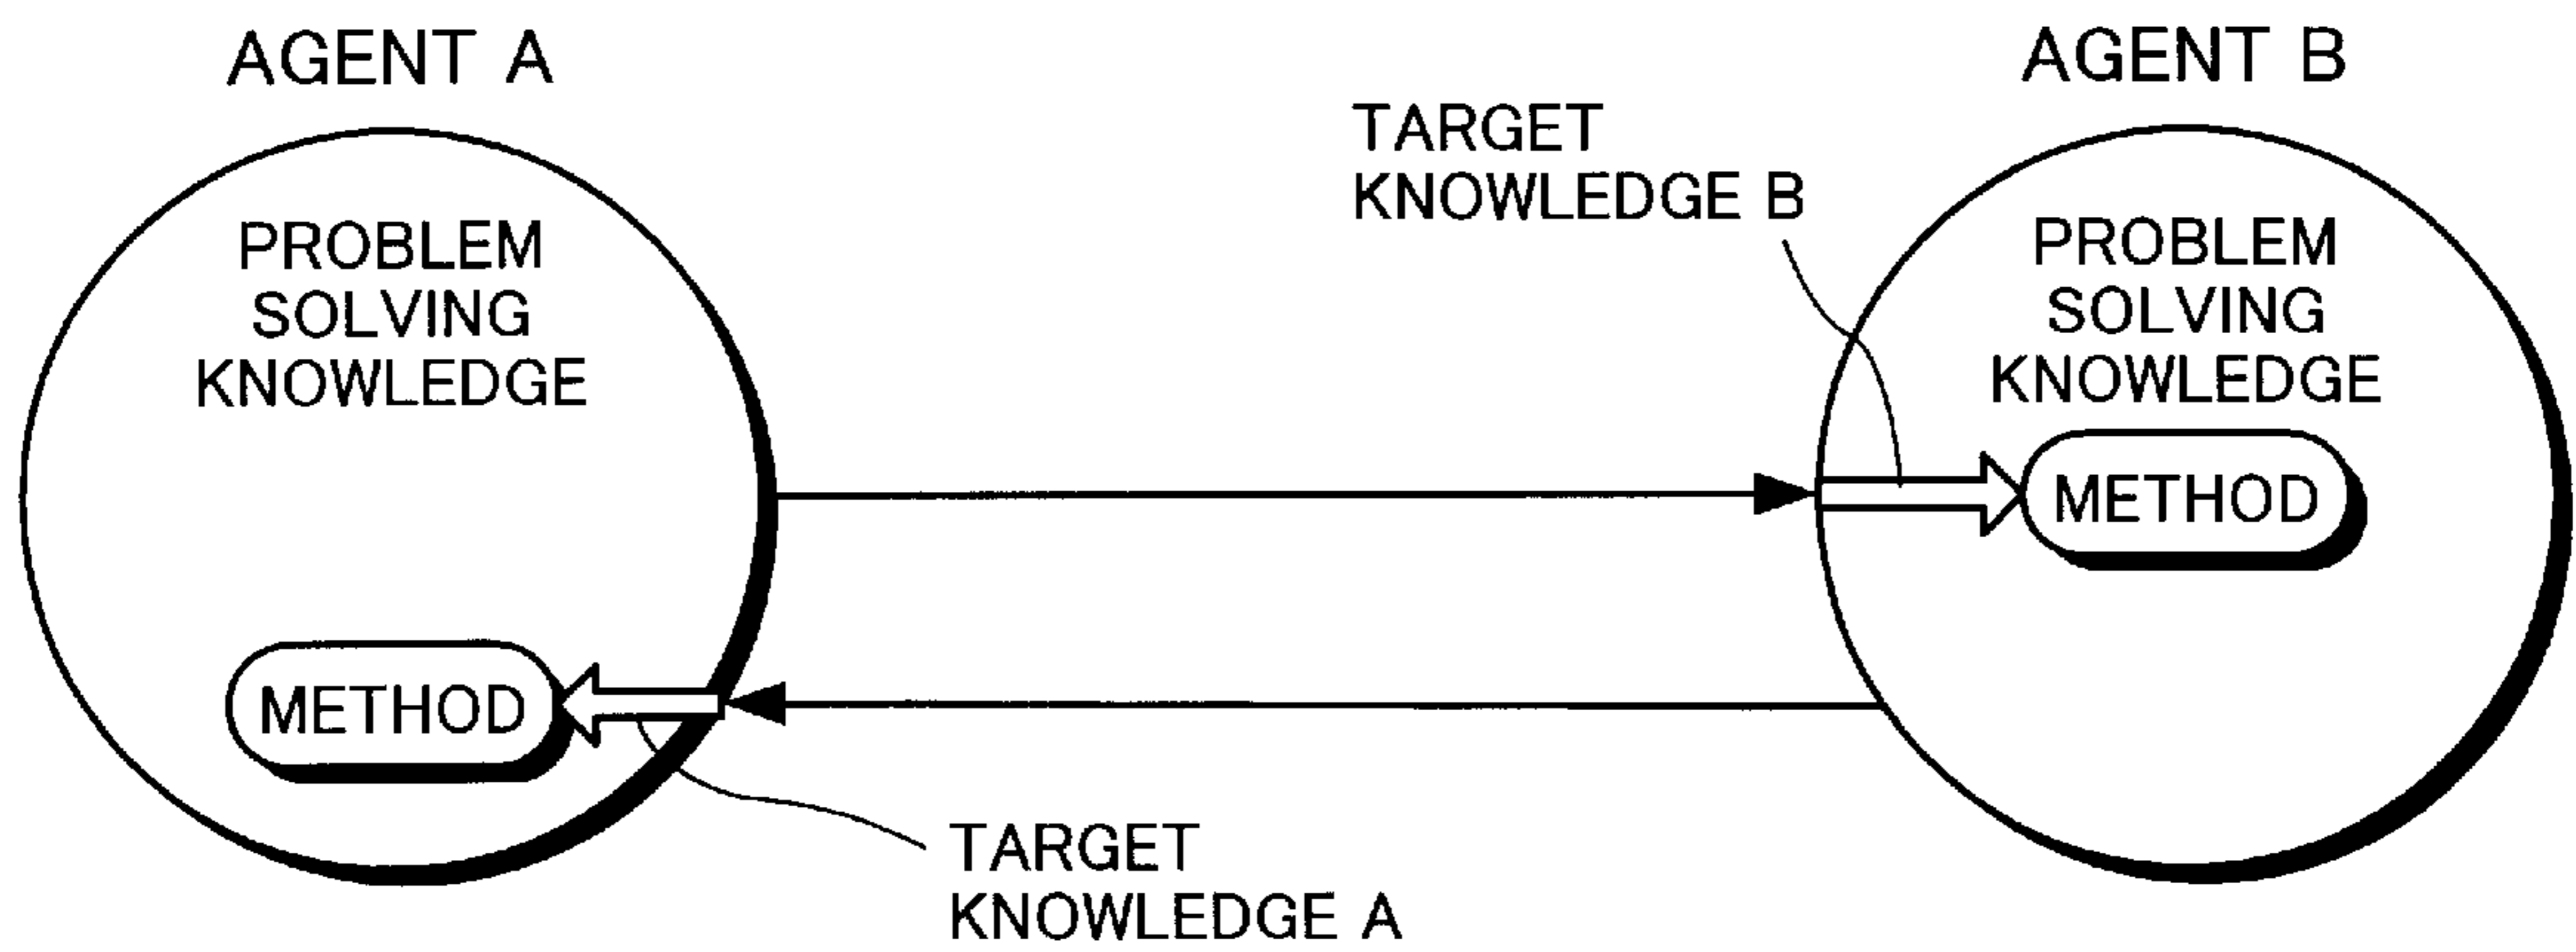 AGENT A
AGENT B
TARGET
KNOWLEDGE B
PROBLEM
SOLVING
KNOWLEDGE
PROBLEM
SOLVING
KNOWLEDGE
METHOD
METHOD
TARGET
KNOWLEDGE A